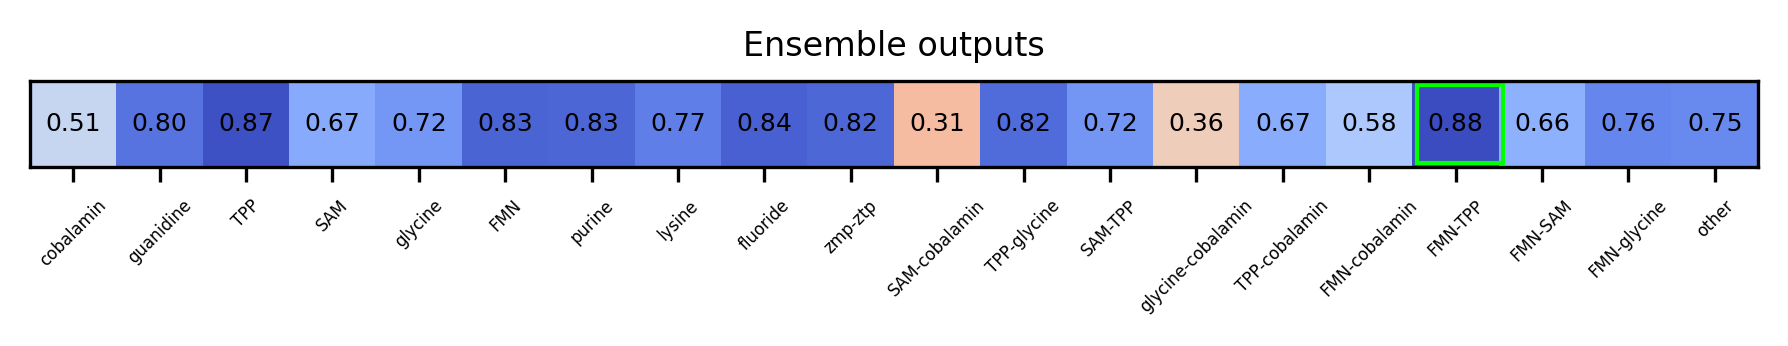 Ensemble outputs
0.51 0.80 0.87 0.67 0.72 0.83 0.83 0.77 0.84 0.82 0.31 0.82 0.72 0.36 0.67 0.58 0.88 0.66 0.76 0.75
cobalamin guanidine TPP SAM glycine FMN purine lysine fluoride zmp-ztp SAM-cobalamin TPP-glycine SAM-TPP glycine-cobalamin TPP-cobalamin FMN-cobalamin FMN-TPP FMN-SAM FMN-glycine other